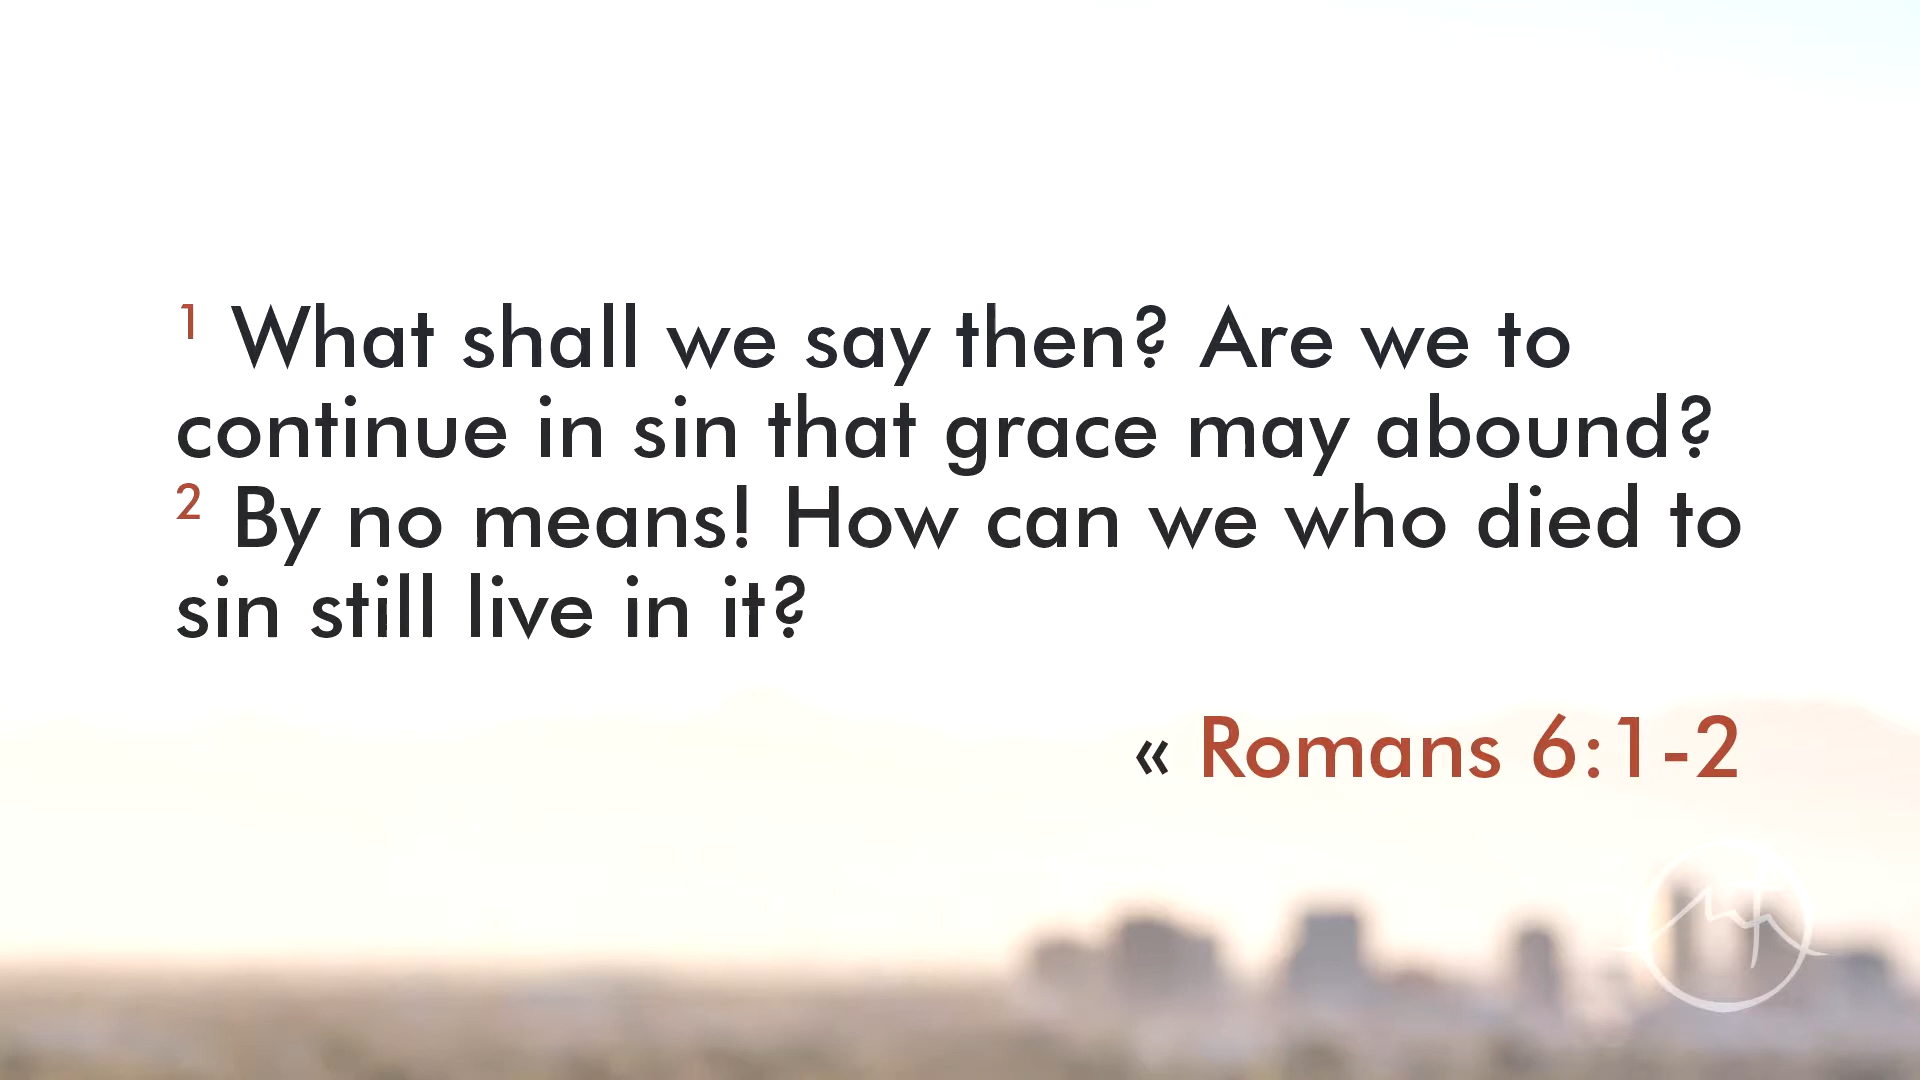 1 What shall we say then? Are we to
continue in sin that grace may abound?
2 By no means! How can we who died to
sin still live in it?
« Romans 6:1-2